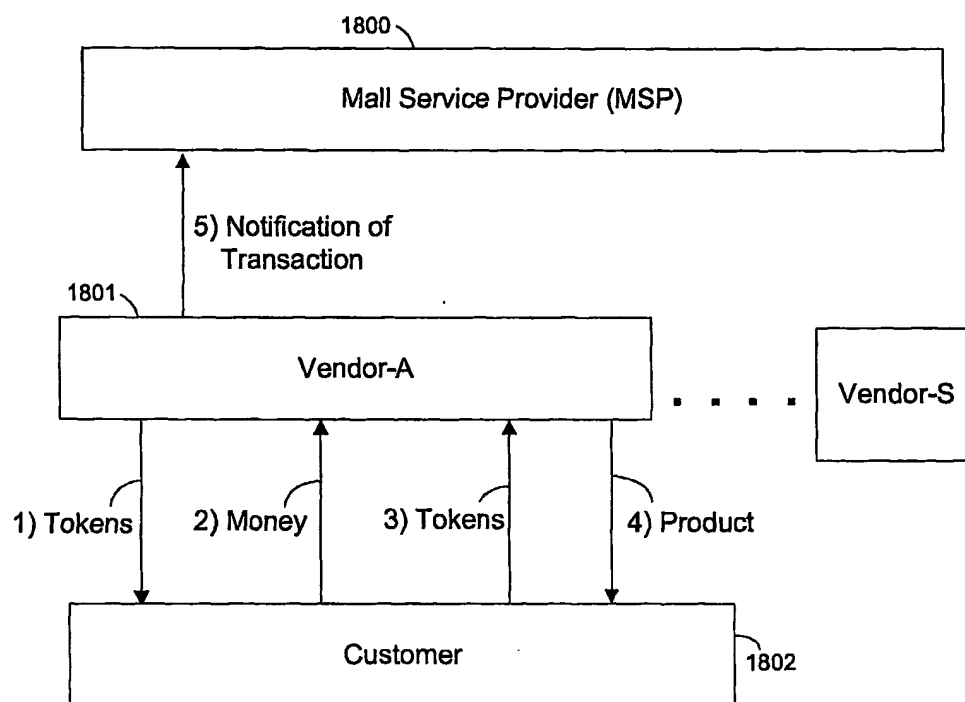 1800
Mall Service Provider (MSP)
5) Notification of
Transaction
1801
Vendor-A
Vendor-S
1) Tokens
2) Money
3) Tokens
4) Product
Customer
1802